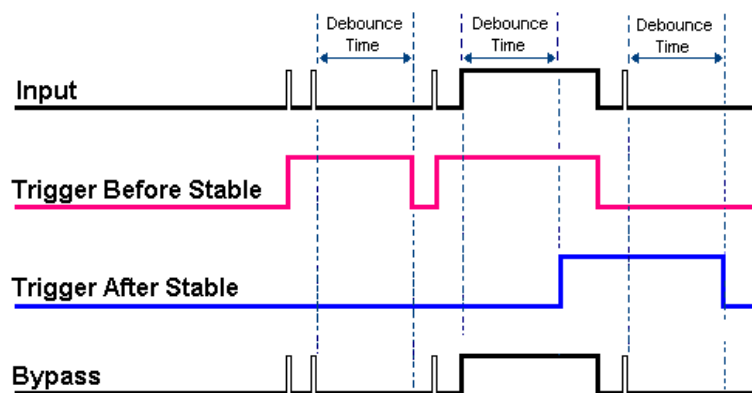 Debounce
Time
Debounce
Time
Debounce
Time
Input
Trigger Before Stable
Trigger After Stable
Bypass